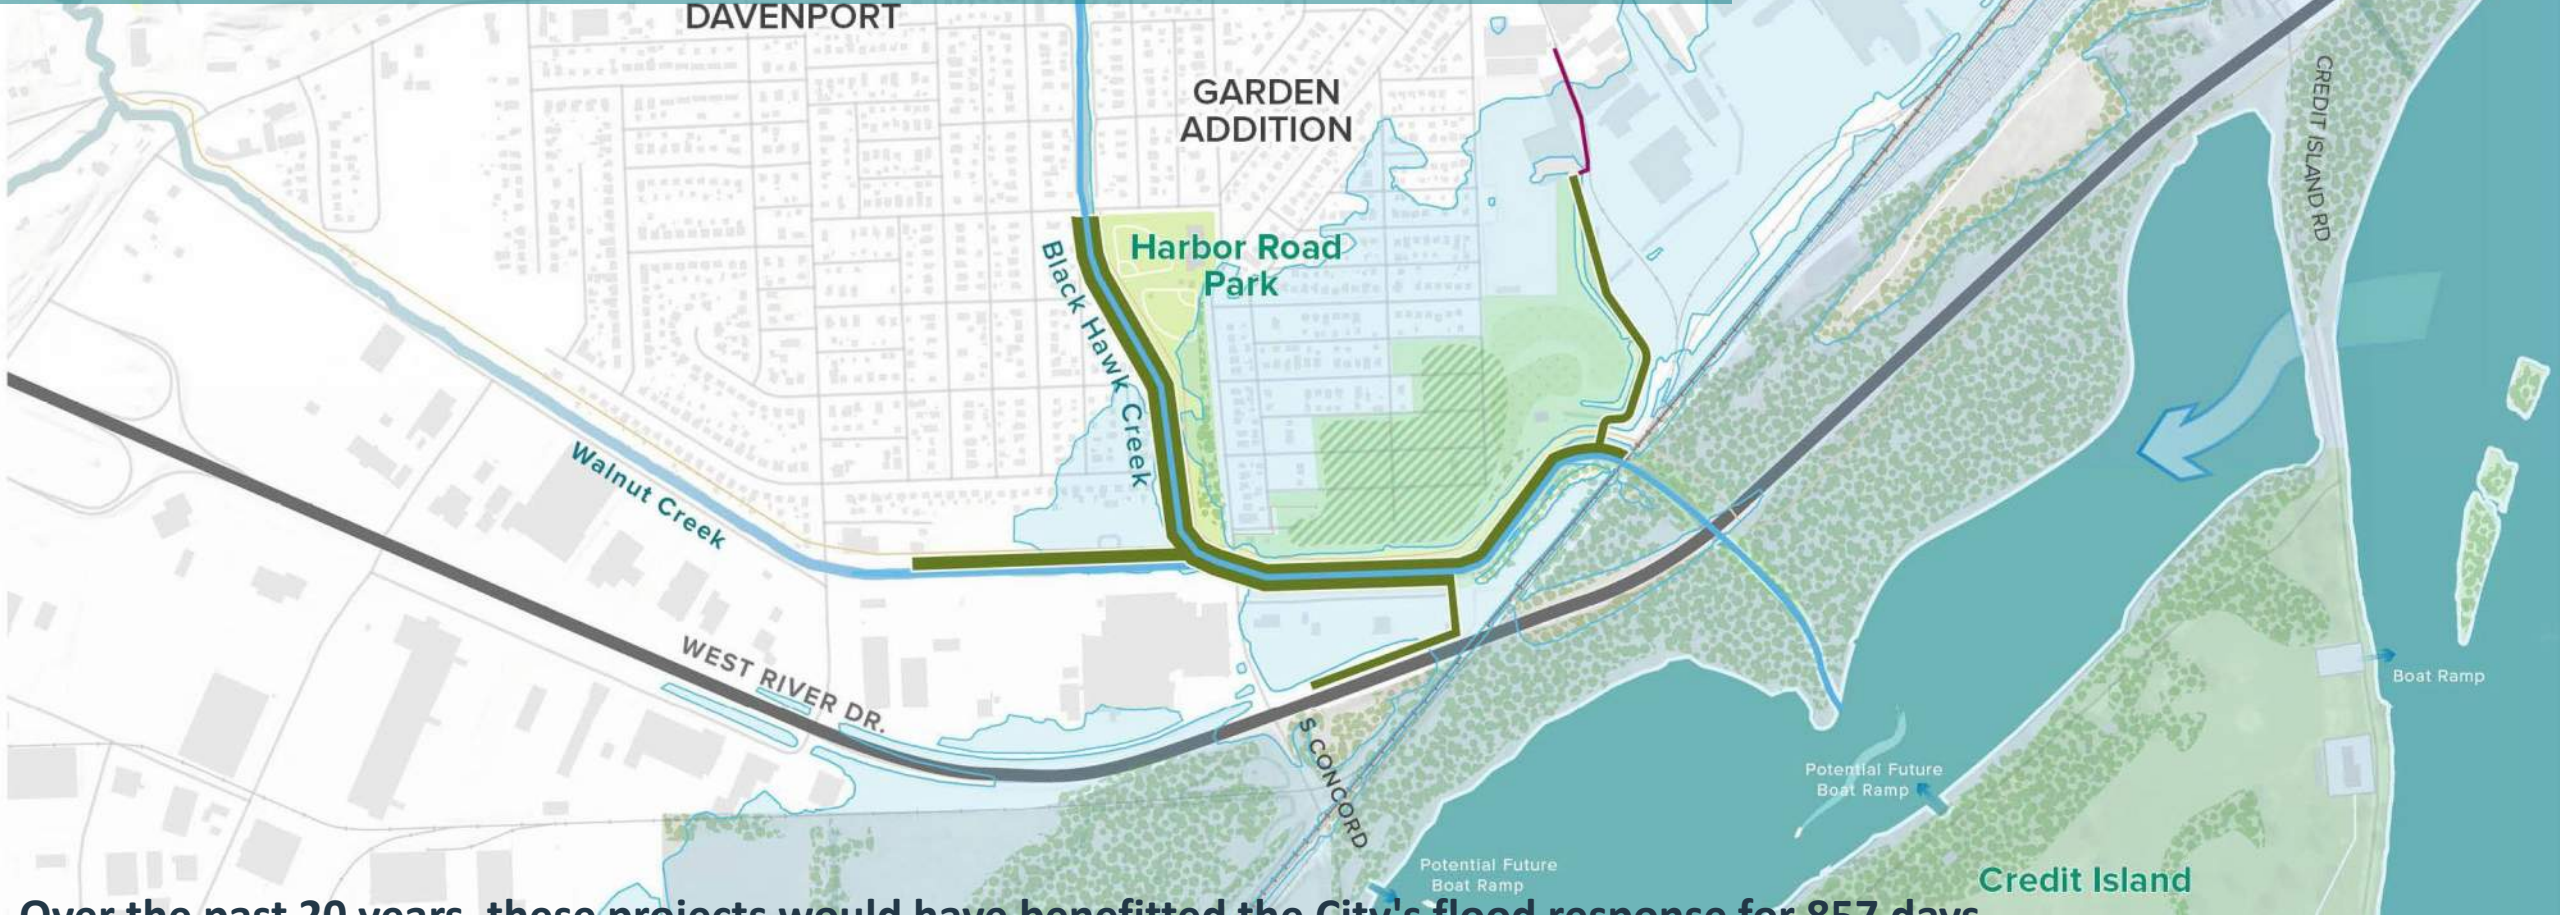 DAVENPORT
GARDEN
ADDITION
CREDIT ISLAND RD
Harbor Road
Park
Black Hawk Creek
Walnut Creek
WEST RIVER DR.
Boat Ramp
S CONCORD
Potential Future
Boat Ramp
Potential Future
Boat Ramp
Credit Island
Over the past 20 years, these projects would have benefitted the City's flood response for 857 days